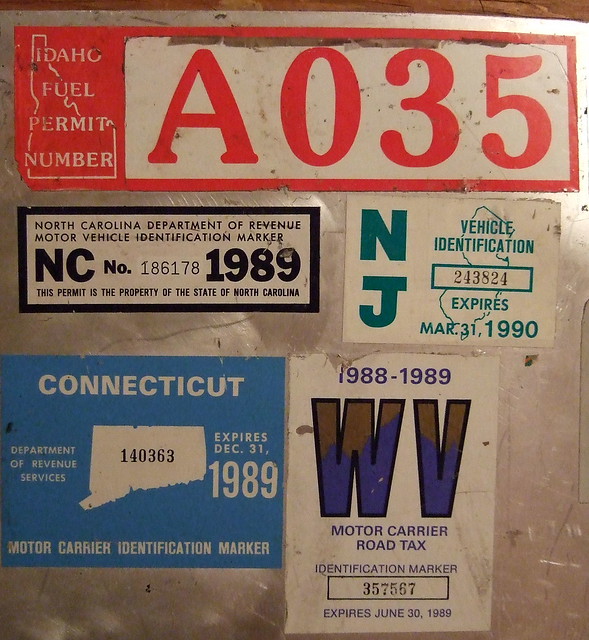 IDAHO
FUEL
PERMIT
NUMBER
A035
NORTH CAROLINA DEPARTMENT OF REVENUE
MOTOR VEHICLE IDENTIFICATION MARKER
NC No. 186178 1989
THIS PERMIT IS THE PROPERTY OF THE STATE OF NORTH CAROLINA
NJ
VEHICLE
IDENTIFICATION
243824
EXPIRES
MAR.31,1990
CONNECTICUT
DEPARTMENT
OF REVENUE
SERVICES
140363
EXPIRES
DEC. 31,
1989
MOTOR CARRIER IDENTIFICATION MARKER
1988-1989
WV
MOTOR CARRIER
ROAD TAX
IDENTIFICATION MARKER
357567
EXPIRES JUNE 30, 1989